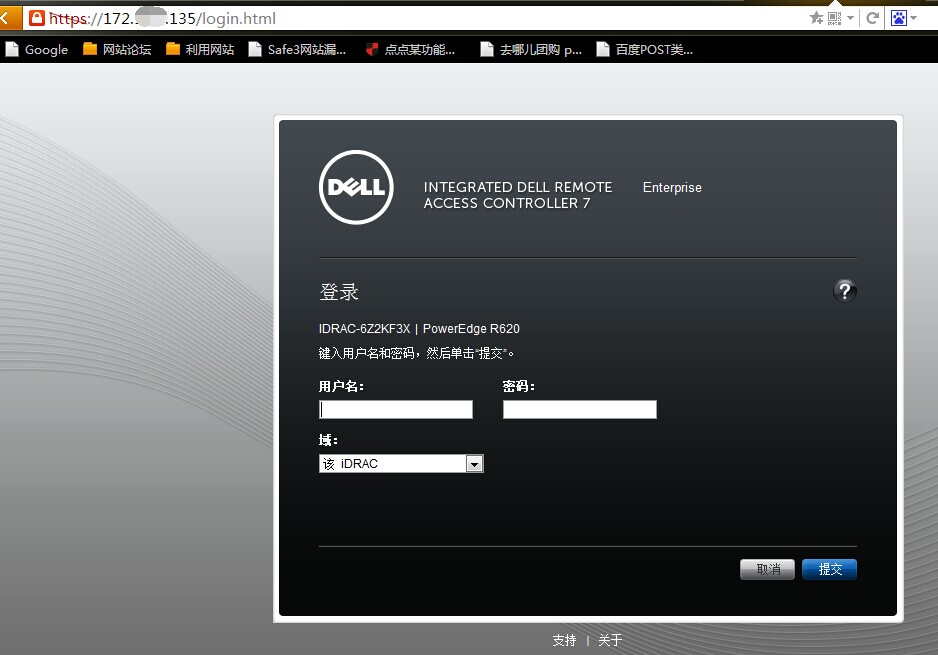 https://172. .135/login.html
Google 网站论坛 利用网站 Safe3网站漏... 点点某功能... 去哪儿团购 p... 百度POST类...
DELL
INTEGRATED DELL REMOTE
ACCESS CONTROLLER 7
Enterprise
登录
?
IDRAC-6Z2KF3X | PowerEdge R620
键入用户名和密码，然后单击“提交”。
用户名: 密码:
域:
该 iDRAC
取消 提交
支持 | 关于